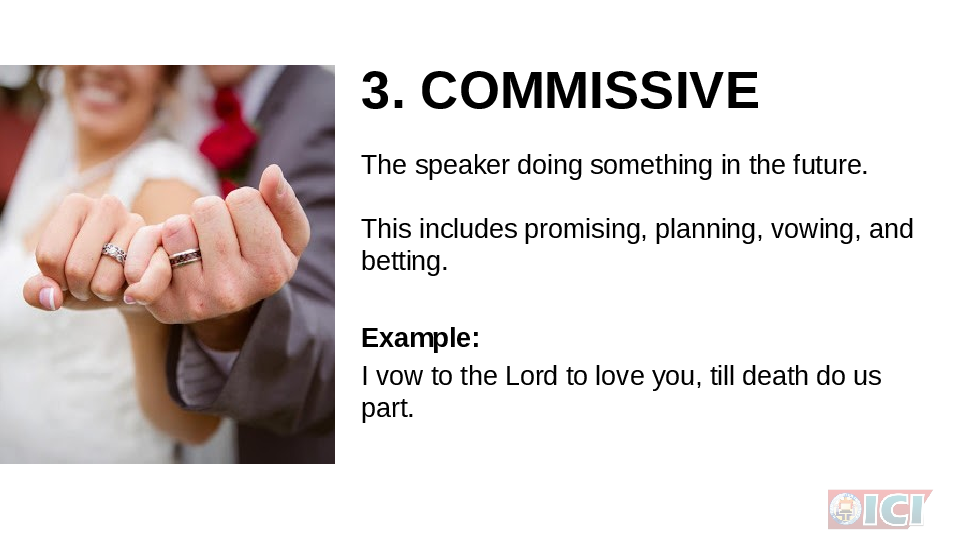 3. COMMISSIVE
The speaker doing something in the future.
This includes promising, planning, vowing, and
betting.
Example:
I vow to the Lord to love you, till death do us
part.
ICI